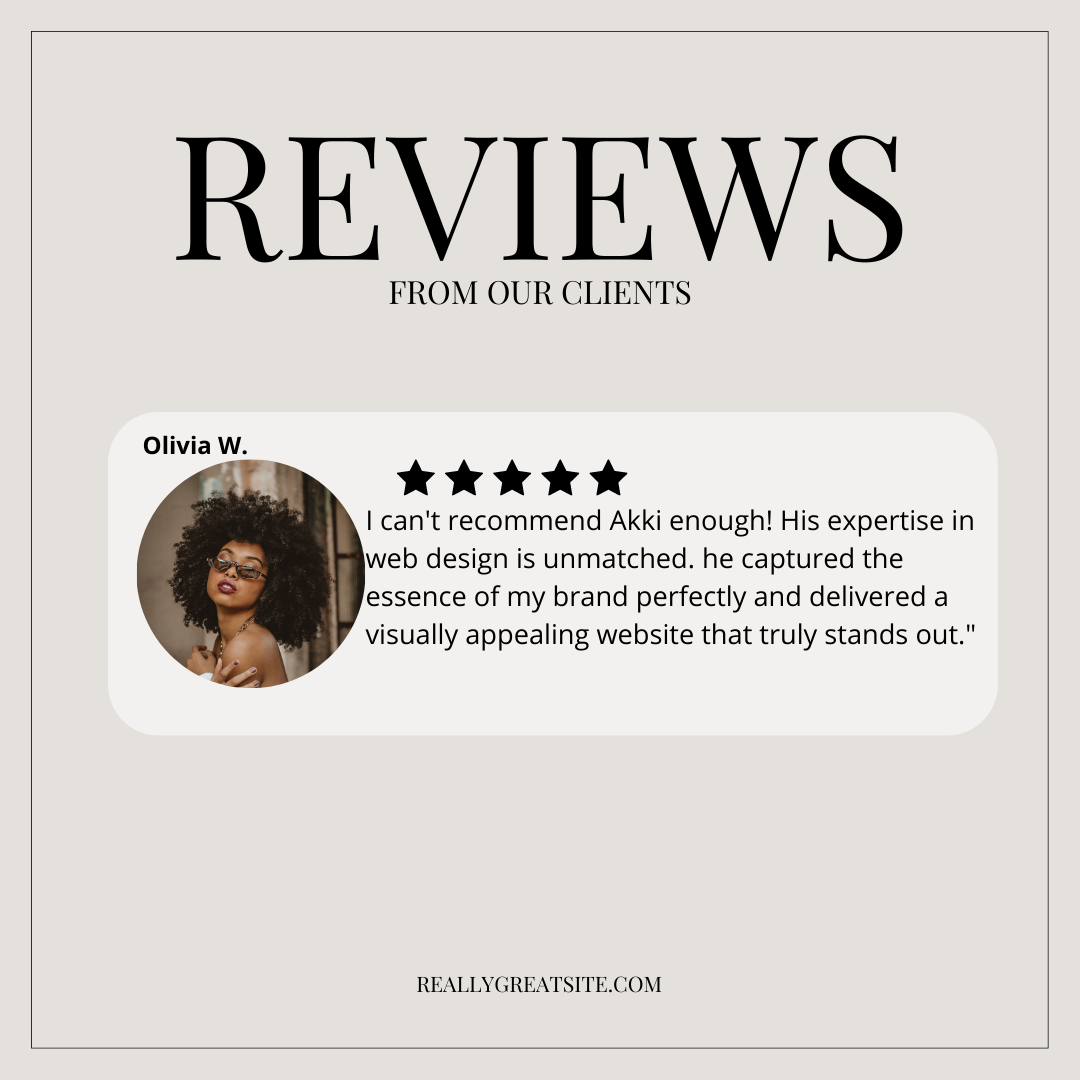 REVIEWS
FROM OUR CLIENTS
Olivia W.
I can't recommend Akki enough! His expertise in
web design is unmatched. he captured the
essence of my brand perfectly and delivered a
visually appealing website that truly stands out."
REALLYGREATSITE.COM